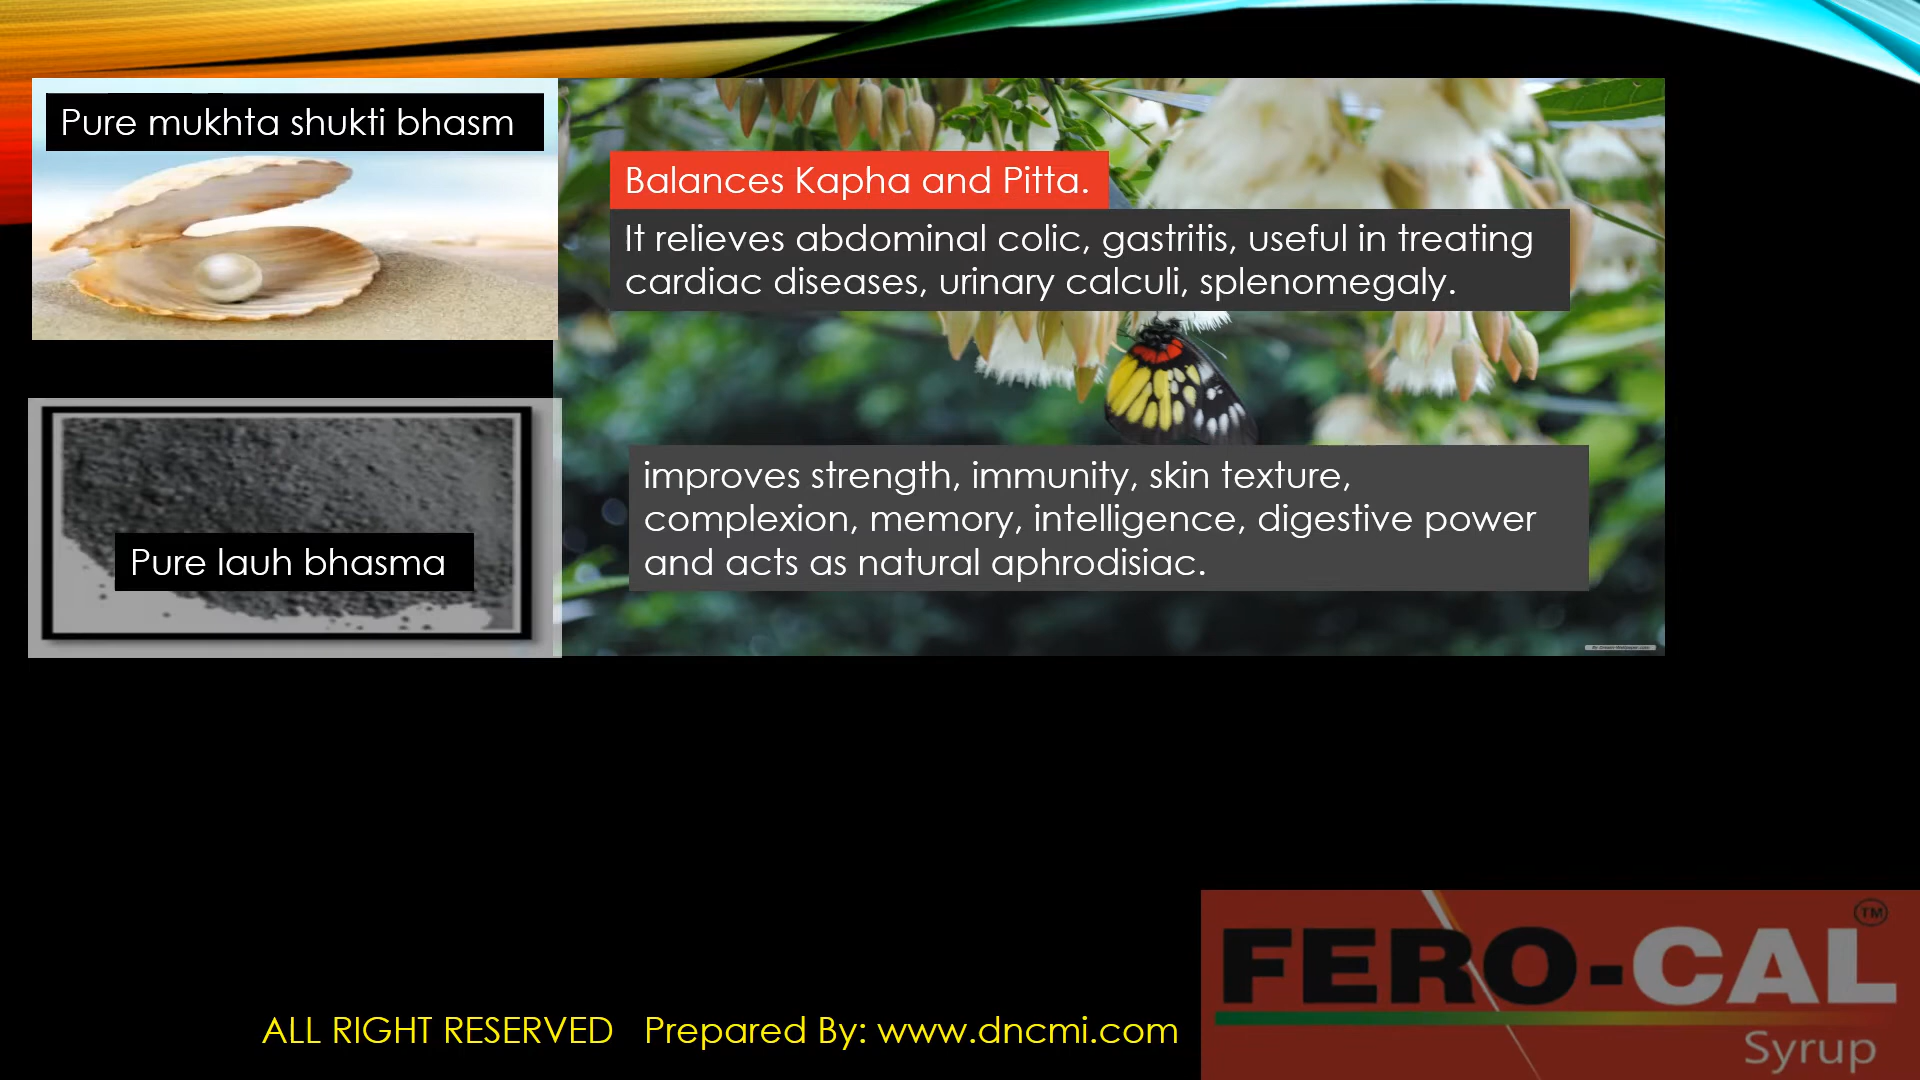 Pure mukhta shukti bhasm
Balances Kapha and Pitta.
It relieves abdominal colic, gastritis, useful in treating
cardiac diseases, urinary calculi, splenomegaly.
Pure lauh bhasma
improves strength, immunity, skin texture,
complexion, memory, intelligence, digestive power
and acts as natural aphrodisiac.
FERO-CAL TM
Syrup
ALL RIGHT RESERVED Prepared By: www.dncmi.com